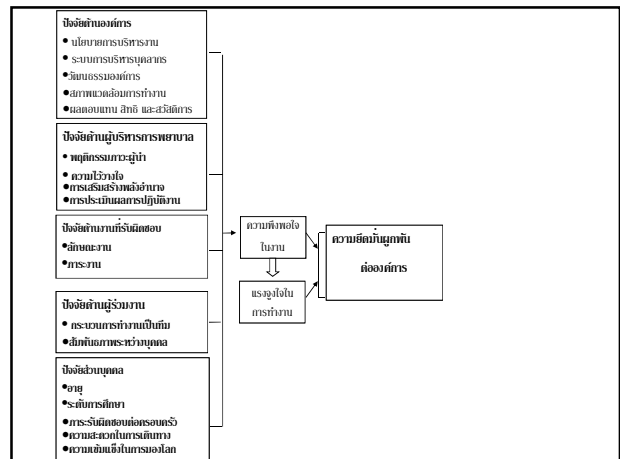 ปัจจัยด้านองค์การ
• นโยบายการบริหารงาน
• ระบบการบริหารบุคลากร
•วัฒนธรรมองค์การ
•สภาพแวดล้อมการทำงาน
•ผลตอบแทน สิทธิ และสวัสดิการ
ปัจจัยด้านผู้บริหารการพยาบาล
• พฤติกรรมภาวะผู้นำ
• ความไว้วางใจ
•การเสริมสร้างพลังอำนาจ
•การประเมินผลการปฏิบัติงาน
ปัจจัยด้านงานที่รับผิดชอบ
•ลักษณะงาน
•ภาระงาน
ปัจจัยด้านผู้ร่วมงาน
• กระบวนการทำงานเป็นทีม
•สัมพันธภาพระหว่างบุคคล
ปัจจัยส่วนบุคคล
•อายุ
•ระดับการศึกษา
•ภาระรับผิดชอบต่อครอบครัว
•ความสะดวกในการเดินทาง
•ความเข้มแข็งในการมองโลก
ความพึงพอใจ
ในงาน
แรงจูงใจใน
การทำงาน
ความยึดมั่นผูกพัน
ต่อองค์การ